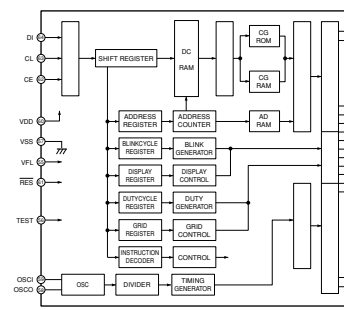 DI
CL
CE
VDD
VSS
VFL
RES
TEST
OSCI
OSCO
SHIFT REGISTER
DC
RAM
CG
ROM
CG
RAM
ADDRESS
REGISTER
ADDRESS
COUNTER
AD
RAM
BLINKCYCLE
REGISTER
BLINK
GENERATOR
DISPLAY
REGISTER
DISPLAY
CONTROL
DUTYCYCLE
REGISTER
DUTY
GENERATOR
GRID
REGISTER
GRID
CONTROL
INSTRUCTION
DECODER
CONTROL
OSC
DIVIDER
TIMING
GENERATOR